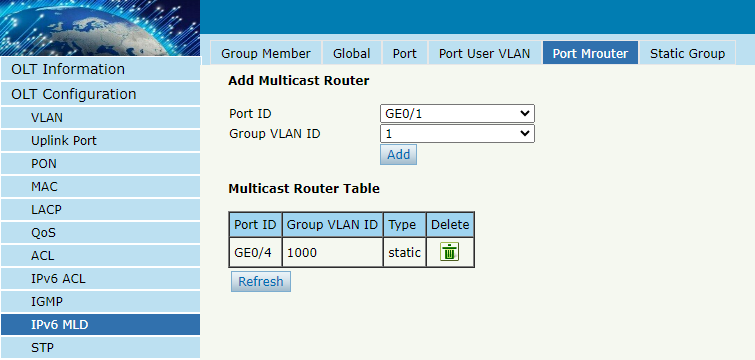 Group Member Global Port Port User VLAN Port Mrouter Static Group
OLT Information
OLT Configuration
VLAN
Uplink Port
PON
MAC
LACP
QoS
ACL
IPv6 ACL
IGMP
IPv6 MLD
STP
Add Multicast Router
Port ID GE0/1
Group VLAN ID 1
Add
Multicast Router Table
Port ID Group VLAN ID Type Delete
GE0/4 1000 static
Refresh